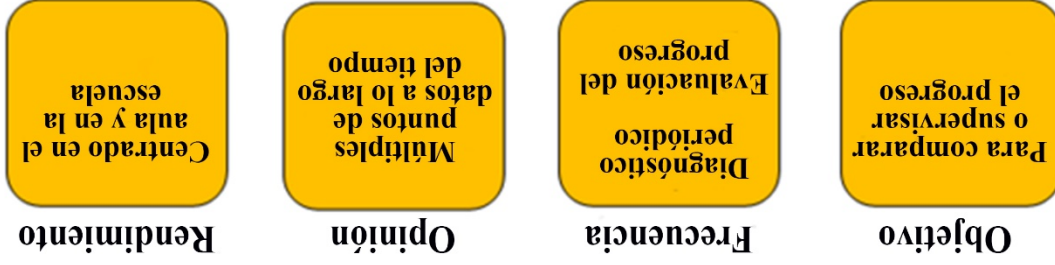 Objetivo
Para comparar
o supervisar
el progreso
Frecuencia
Diagnóstico
periódico
Evaluación del
progreso
Opinión
Múltiples
puntos de
datos a lo largo
del tiempo
Rendimiento
Centrado en el
aula y en la
escuela